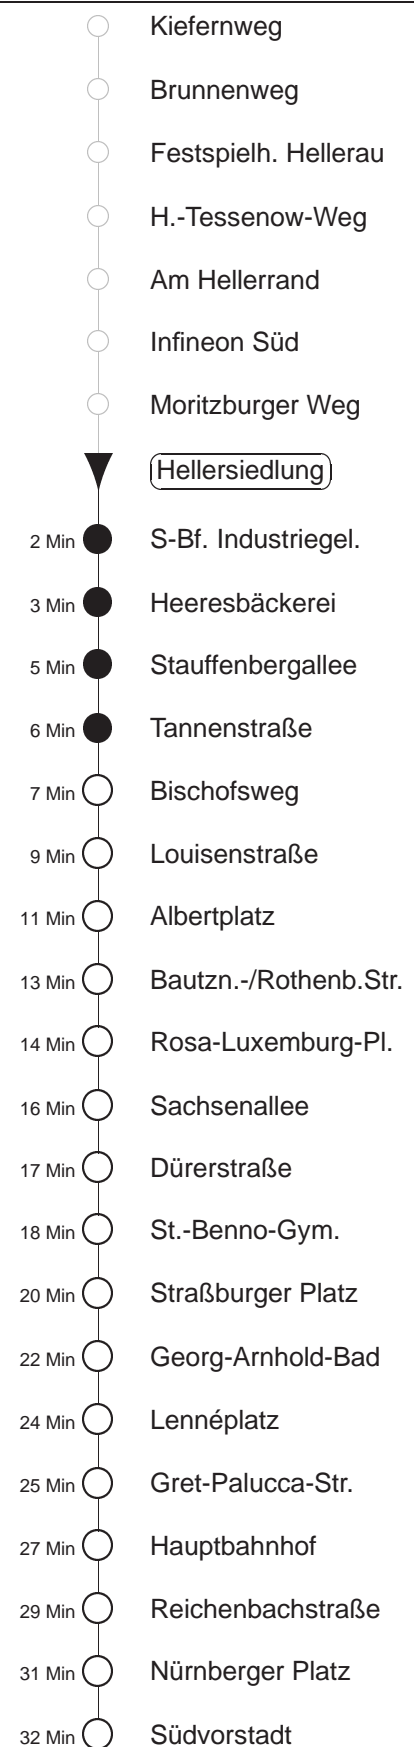 Kiefernweg
Brunnenweg
Festspielh. Hellerau
H.-Tessenow-Weg
Am Hellerrand
Infineon Süd
Moritzburger Weg
Hellersiedlung
2 Min S-Bf. Industriegel.
3 Min Heeresbäckerei
5 Min Stauffenbergallee
6 Min Tannenstraße
7 Min Bischofsweg
9 Min Louisenstraße
11 Min Albertplatz
13 Min Bautzn.-/Rothenb.Str.
14 Min Rosa-Luxemburg-Pl.
16 Min Sachsenallee
17 Min Dürerstraße
18 Min St.-Benno-Gym.
20 Min Straßburger Platz
22 Min Georg-Arnhold-Bad
24 Min Lennéplatz
25 Min Gret-Palucca-Str.
27 Min Hauptbahnhof
29 Min Reichenbachstraße
31 Min Nürnberger Platz
32 Min Südvorstadt